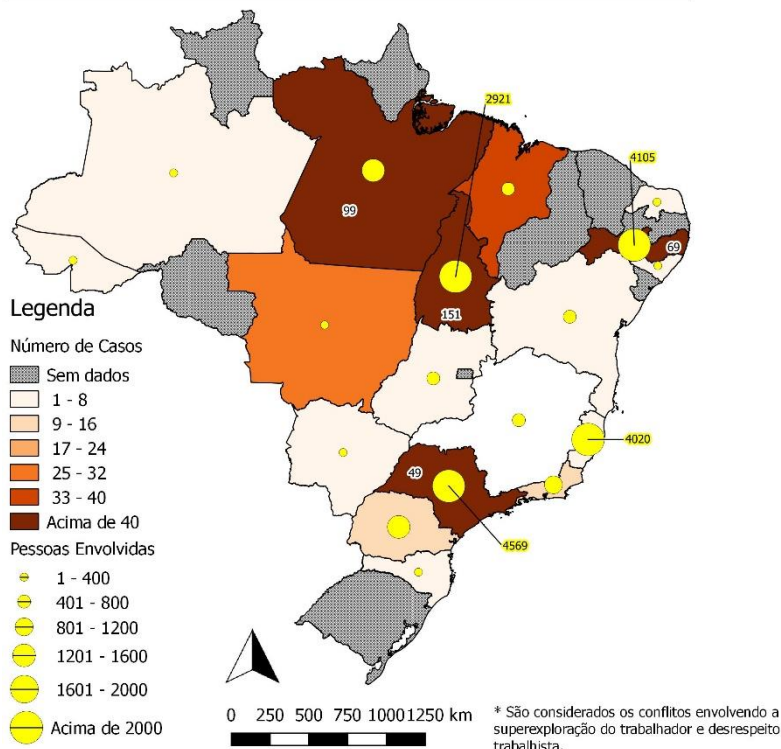 2921
4105
99
69
151
4020
49
4569
Legenda
Número de Casos
Sem dados
1 - 8
9 - 16
17 - 24
25 - 32
33 - 40
Acima de 40
Pessoas Envolvidas
1 - 400
401 - 800
801 - 1200
1201 - 1600
1601 - 2000
Acima de 2000
0 250 500 750 1000 1250 km
* São considerados os conflitos envolvendo a
superexploração do trabalhador e desrespeito
trabalhista.